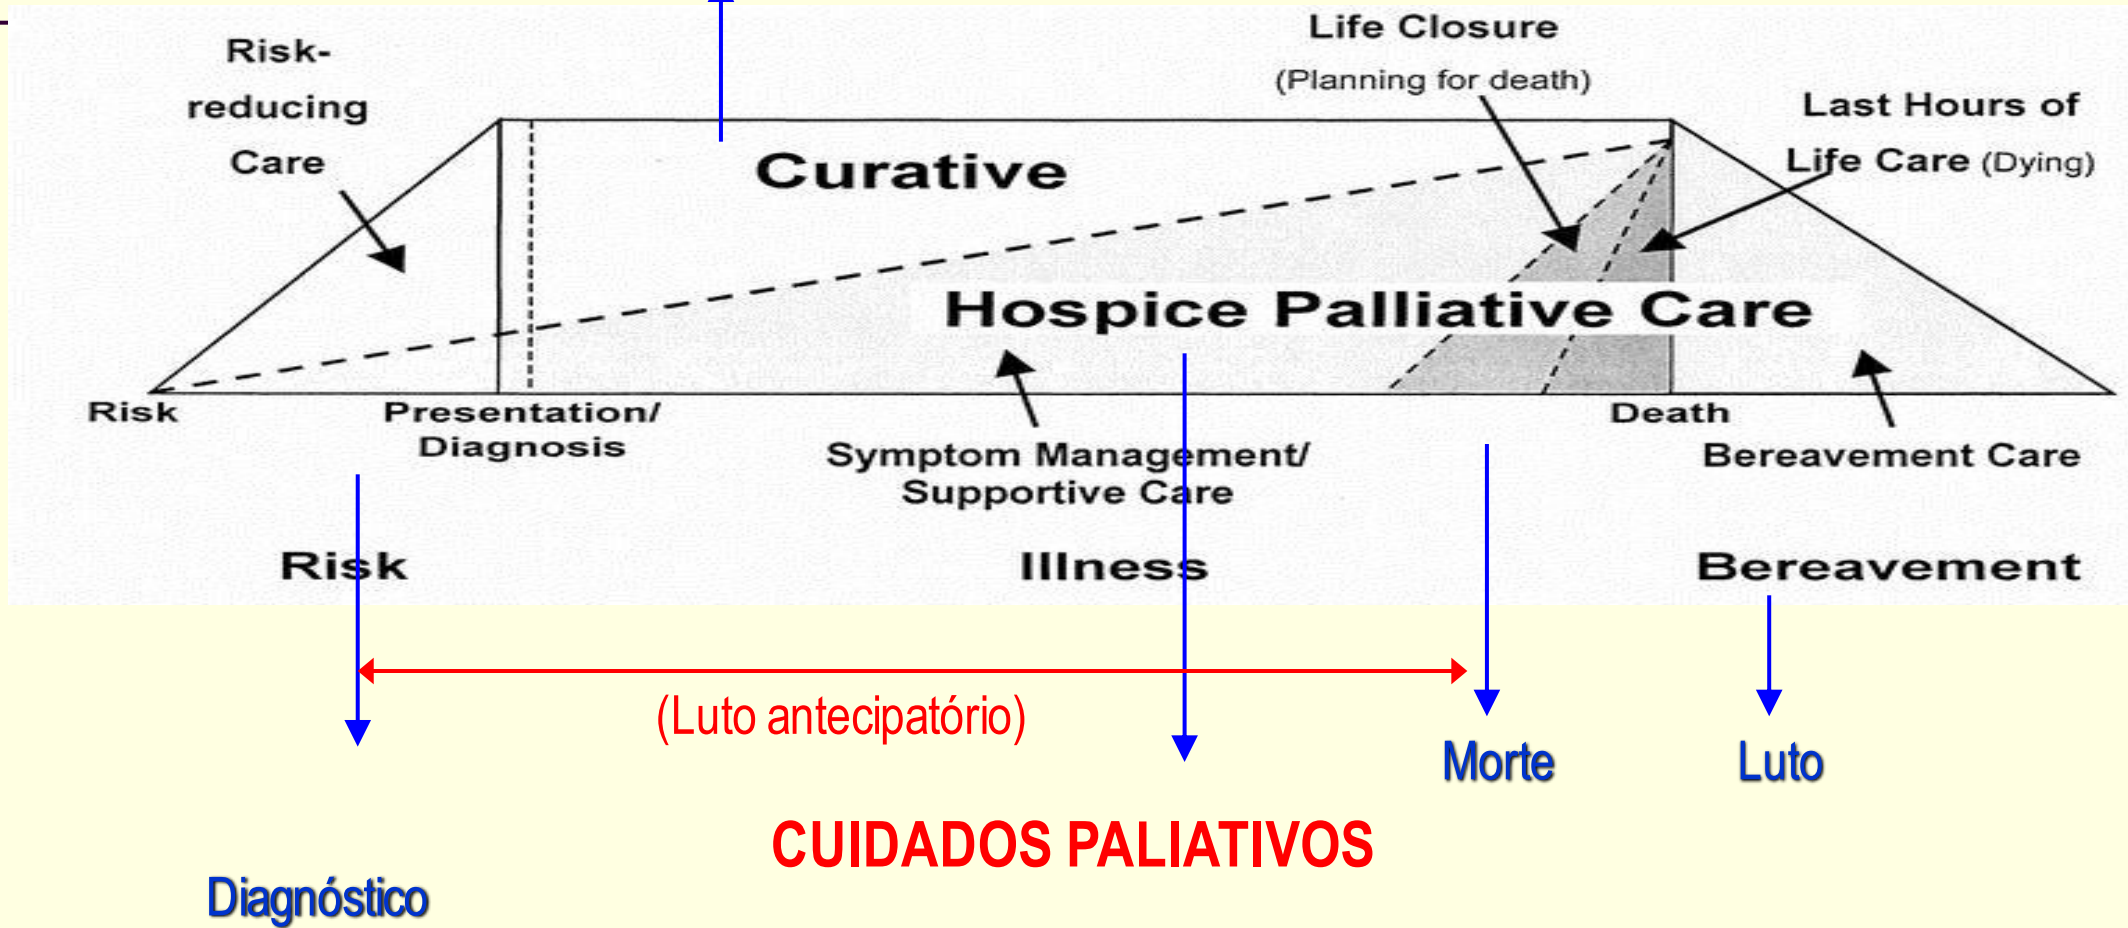 Risk-
reducing
Care
Life Closure
(Planning for death)
Last Hours of
Life Care (Dying)
Curative
Hospice Palliative Care
Risk
Presentation/
Diagnosis
Death
Symptom Management/
Supportive Care
Bereavement Care
Risk
Illness
Bereavement
(Luto antecipatório)
Morte
Luto
CUIDADOS PALIATIVOS
Diagnóstico